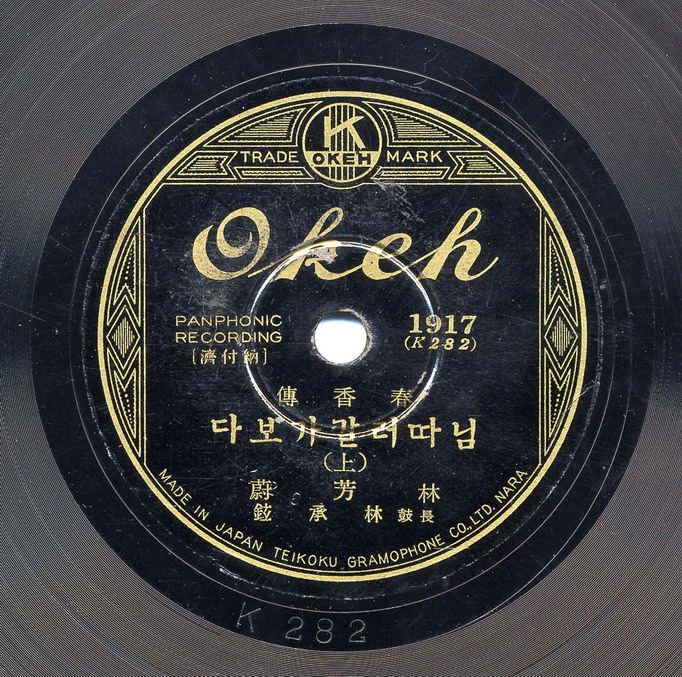 K
OKEH
TRADE MARK
Okeh
PANPHONIC
RECORDING
[納付濟]
1917
(K282)
春香傳
님따러갈가보다
(上)
林芳蔚
長鼓 林承鉉
MADE IN JAPAN TEIKOKU GRAMOPHONE CO., LTD. NARA
K 282